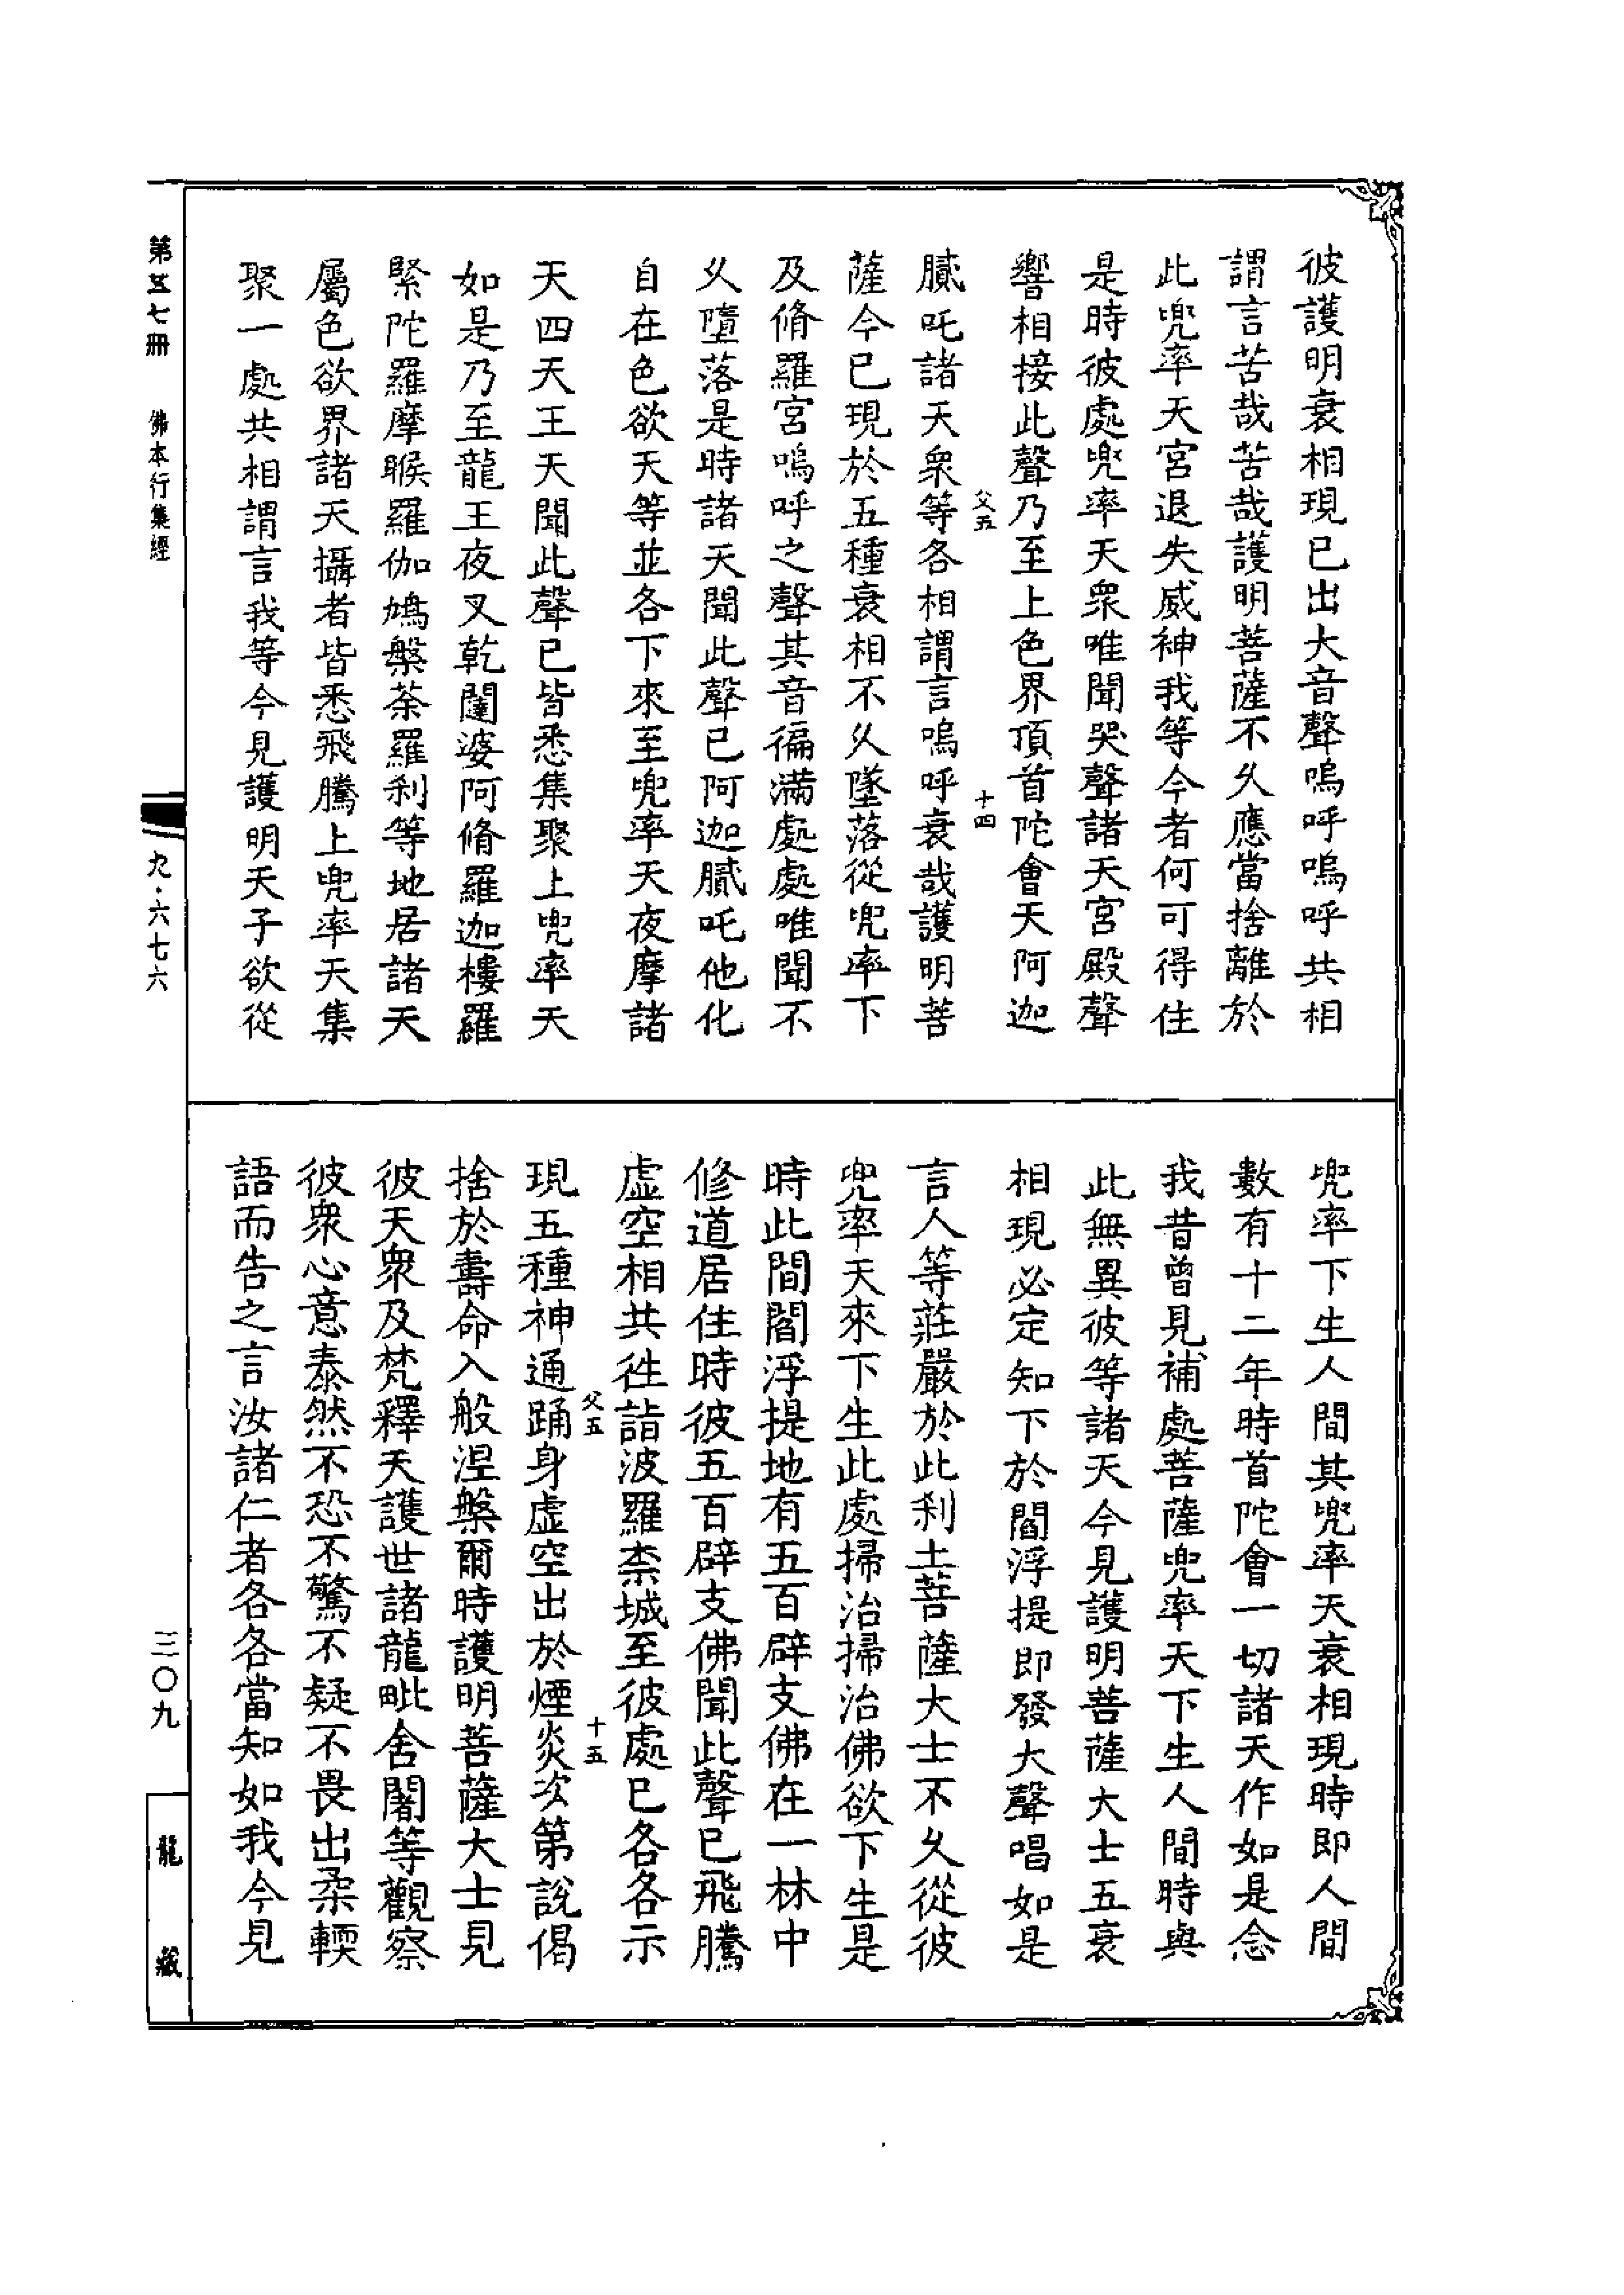 彼護明衰相現已出大音聲嗚呼嗚呼共相
謂言苦哉苦哉護明菩薩不久應當捨離於
此兜率天宮退失威神我等今者何可得住
是時彼處兜率天眾唯聞哭聲諸天宮殿聲
響相接此聲乃至上色界頂首陀會天阿迦
父五
十四
膩吒諸天衆等各相謂言嗚呼衰哉護明菩
薩今已現於五種衰相不久墜落從兜率下
及脩羅宮嗚呼之聲其音徧滿處處唯聞不
久墮落是時諸天聞此聲已阿迦膩吒他化
自在色欲天等並各下來至兜率天夜摩諸
天四天王天聞此聲已皆悉集聚上兜率天
如是乃至龍王夜叉乾闥婆阿脩羅迦樓羅
緊陀羅摩睺羅伽鳩槃荼羅刹等地居諸天
屬色欲界諸天攝者皆悉飛騰上兜率天集
聚一處共相謂言我等今見護明天子欲從
兜率下生人間其兜率天衰相現時即人間
數有十二年時首陀會一切諸天作如是念
我昔曾見補處菩薩兜率天下生人間時與
此無異彼等諸天今見護明菩薩大士五衰
相現必定知下於閻浮提即發大聲唱如是
言人等莊嚴於此刹土菩薩大士不久從彼
兜率天來下生此處掃治掃治佛欲下生是
時此間閻浮提地有五百辟支佛在一林中
修道居住時彼五百辟支佛聞此聲已飛騰
虛空相共徃詣波羅柰城至彼處已各各示
父五
十五
現五種神通踊身虛空出於煙炎次第說偈
捨於壽命入般涅槃爾時護明菩薩大士見
彼天衆及梵釋天護世諸龍毗舍闍等觀察
彼衆心意泰然不恐不驚不疑不畏出柔輭
語而告之言汝諸仁者各各當知如我今見
第五七冊 佛本行集經
九·六七六
三〇九
龍藏